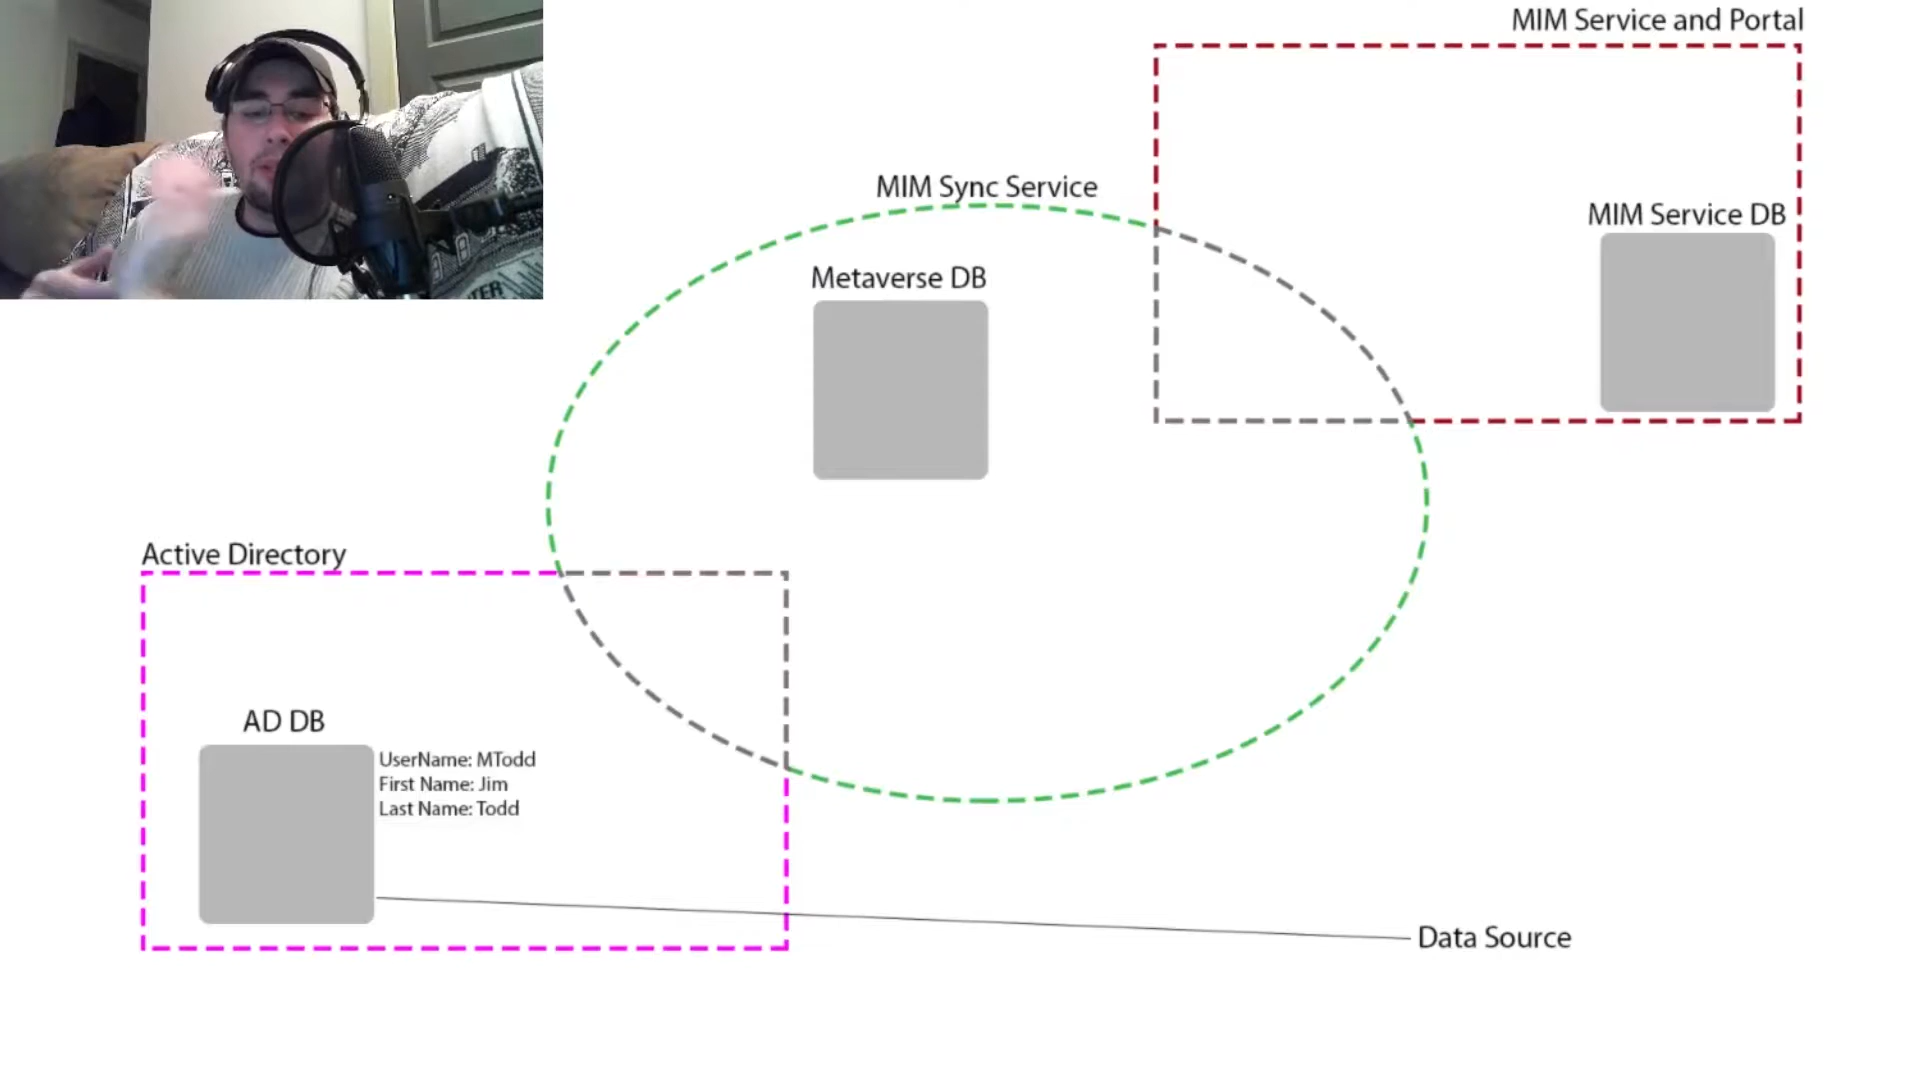 MIM Service and Portal
MIM Sync Service
MIM Service DB
Metaverse DB
Active Directory
AD DB
UserName: MTodd
First Name: Jim
Last Name: Todd
Data Source